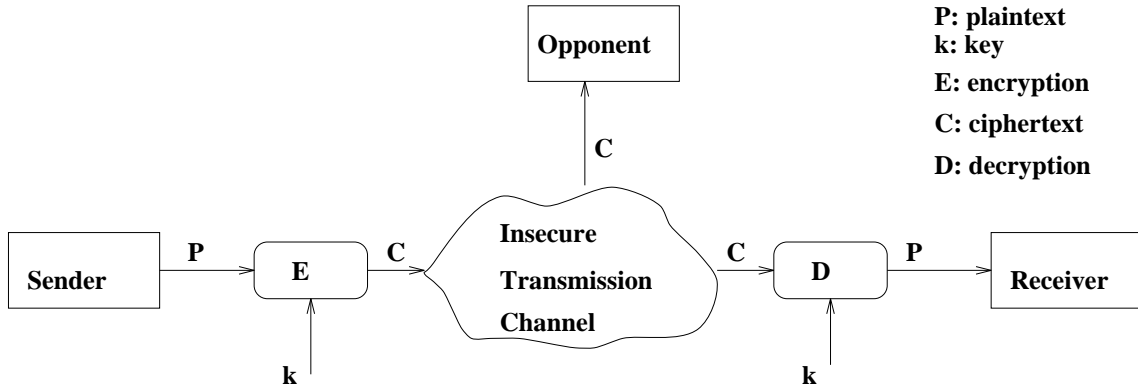 P: plaintext
k: key
E: encryption
C: ciphertext
D: decryption
Opponent
C
Sender
P
E
C
Insecure
Transmission
Channel
C
D
P
Receiver
k
k